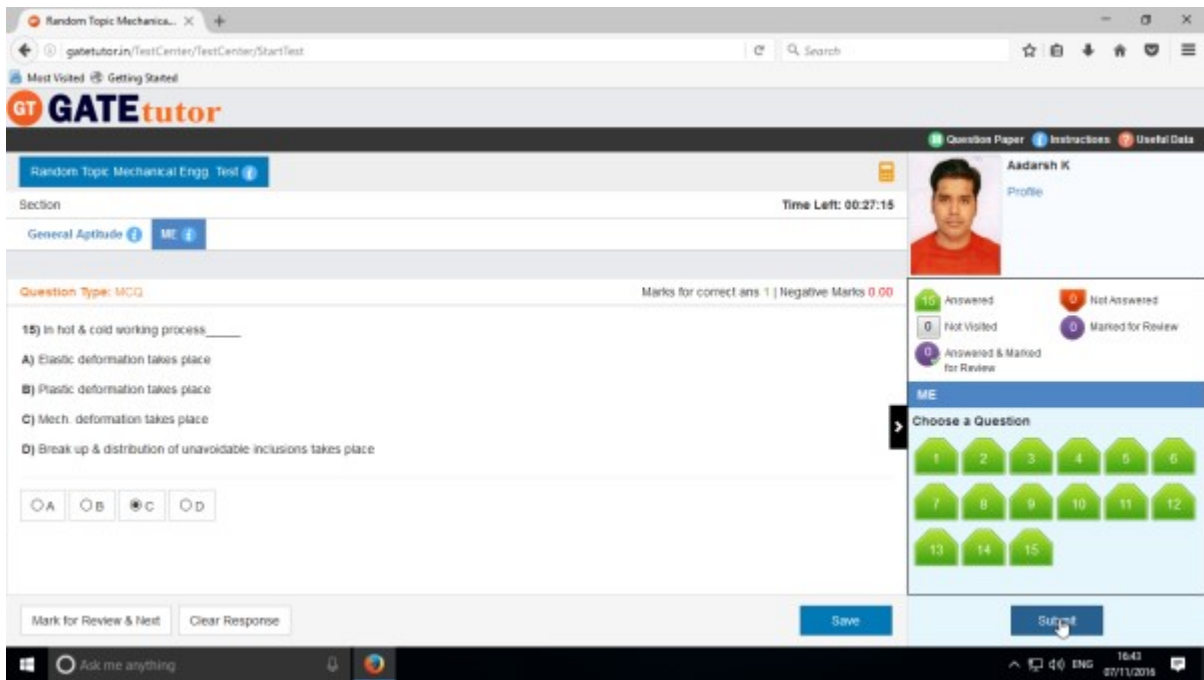 Random Topic Mechanica...
gatetutor.in/TestCenter/TestCenter/StartTest
Search
Most Visited
Getting Started
GT GATEtutor
Question Paper
Instructions
Useful Data
Random Topic Mechanical Engg. Test
Section
Time Left: 00:27:15
General Aptitude
ME
Aadarsh K
Profile
Question Type: MCQ
Marks for correct ans 1 | Negative Marks 0.00
15) In hot & cold working process_____
A) Elastic deformation takes place
B) Plastic deformation takes place
C) Mech. deformation takes place
D) Break up & distribution of unavoidable inclusions takes place
A B C D
Mark for Review & Next
Clear Response
Save
15 Answered
0 Not Answered
0 Not Visited
0 Marked for Review
0 Answered & Marked
for Review
ME
Choose a Question
1 2 3 4 5 6
7 8 9 10 11 12
13 14 15
Submit
Ask me anything
ENG
16:43
07/11/2016